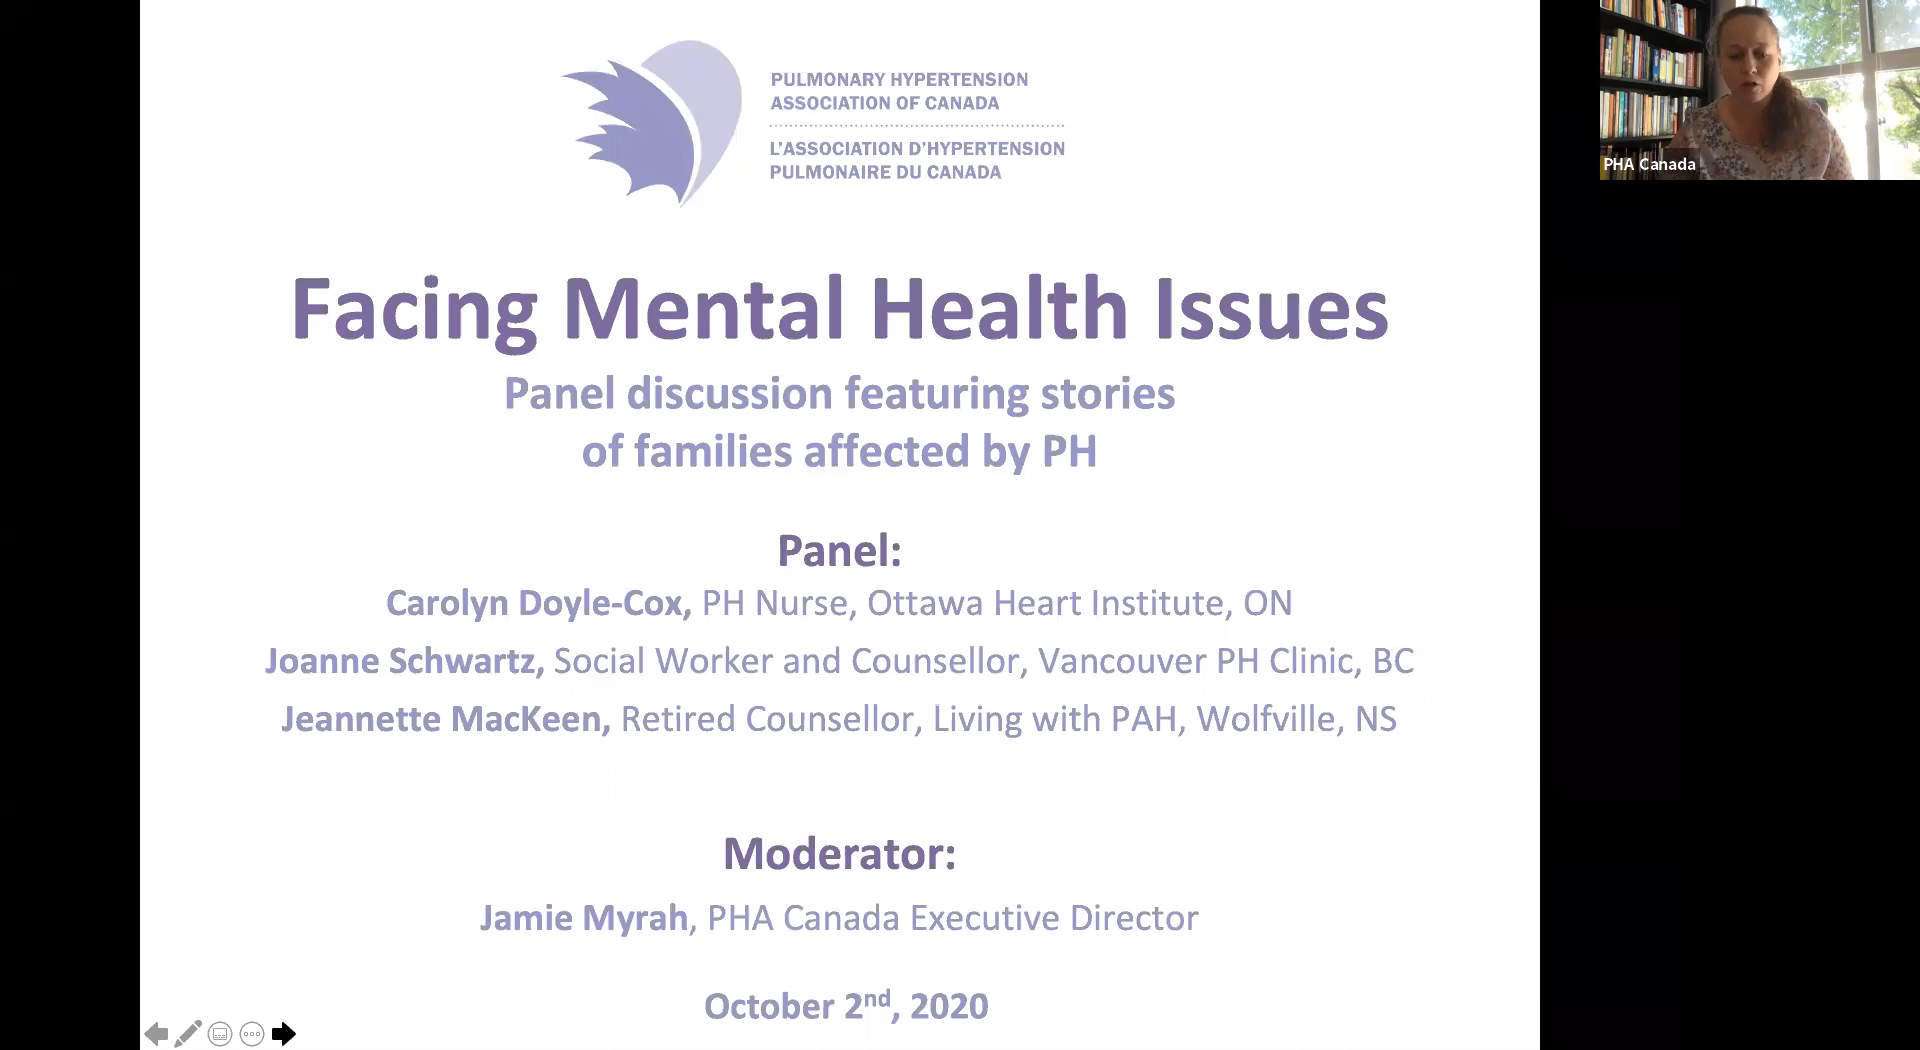 PULMONARY HYPERTENSION
ASSOCIATION OF CANADA
L'ASSOCIATION D'HYPERTENSION
PULMONAIRE DU CANADA
PHA Canada
Facing Mental Health Issues
Panel discussion featuring stories
of families affected by PH
Panel:
Carolyn Doyle-Cox, PH Nurse, Ottawa Heart Institute, ON
Joanne Schwartz, Social Worker and Counsellor, Vancouver PH Clinic, BC
Jeannette MacKeen, Retired Counsellor, Living with PAH, Wolfville, NS
Moderator:
Jamie Myrah, PHA Canada Executive Director
October 2nd, 2020